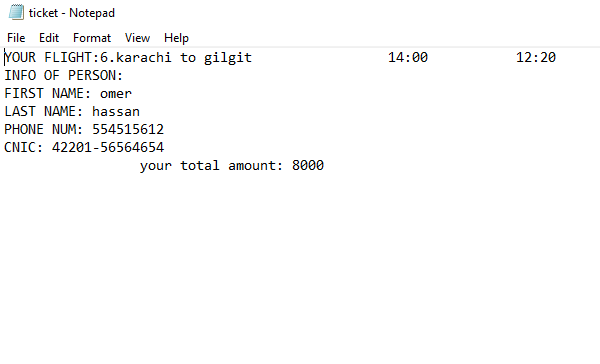 ticket - Notepad
File Edit Format View Help
YOUR FLIGHT:6.karachi to gilgit 14:00 12:20
INFO OF PERSON:
FIRST NAME: omer
LAST NAME: hassan
PHONE NUM: 554515612
CNIC: 42201-56564654
your total amount: 8000